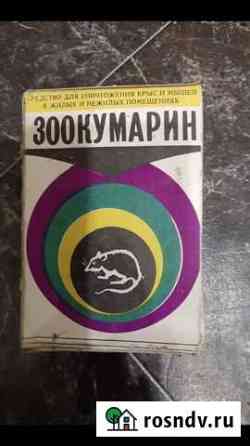 СРЕДСТВО ДЛЯ УНИЧТОЖЕНИЯ КРЫС И МЫШЕЙ
В ЖИЛЫХ И НЕЖИЛЫХ ПОМЕЩЕНИЯХ
ЗООКУМАРИН
rosndv.ru